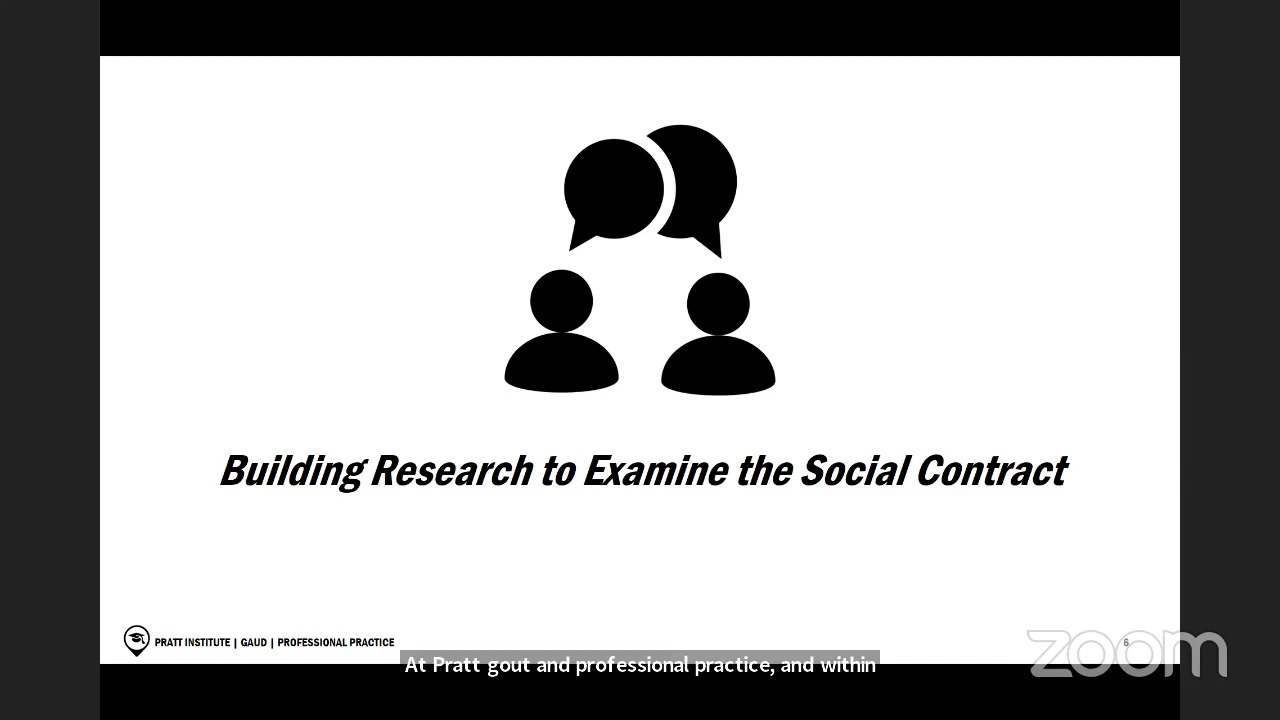 Building Research to Examine the Social Contract
PRATT INSTITUTE | GAUD | PROFESSIONAL PRACTICE
6
zoom
At Pratt gout and professional practice, and within